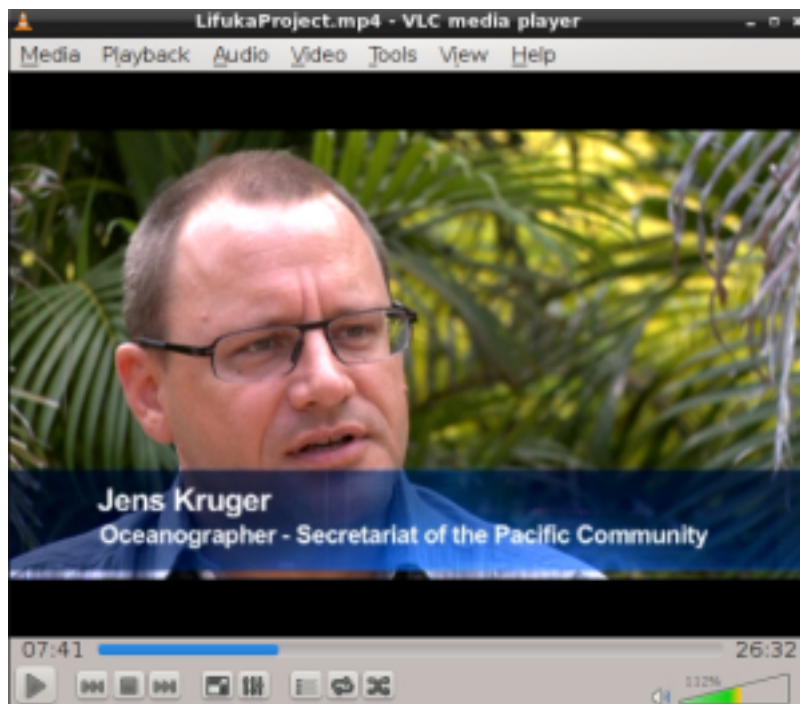 LifukaProject.mp4 - VLC media player
Media Playback Audio Video Tools View Help
Jens Kruger
Oceanographer - Secretariat of the Pacific Community
07:41 26:32
112%